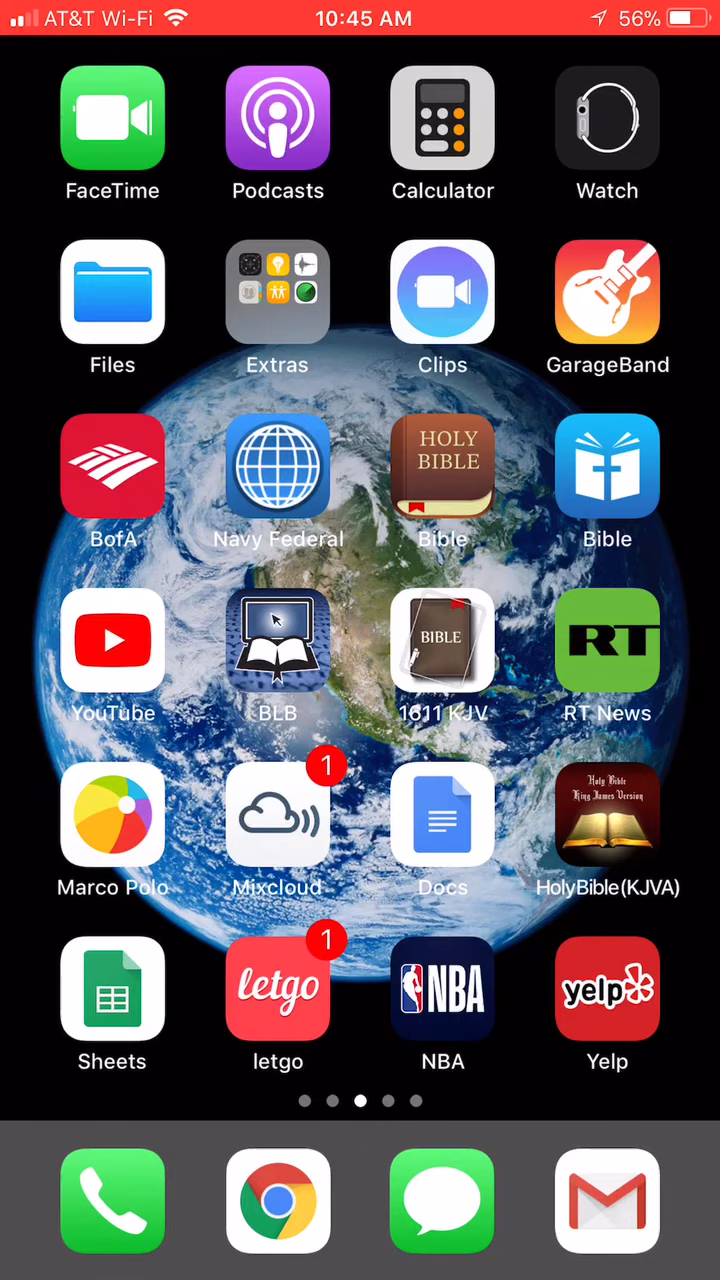 AT&T Wi-Fi 10:45 AM 56%
FaceTime Podcasts Calculator Watch
Files Extras Clips GarageBand
HOLY
BIBLE
BofA Navy Federal Bible Bible
BIBLE
RT
YouTube BLB 1611 KJV RT News
1
Holy Bible
King James Version
Marco Polo Mixcloud Docs HolyBible(KJVA)
1
letgo NBA yelp
Sheets letgo NBA Yelp